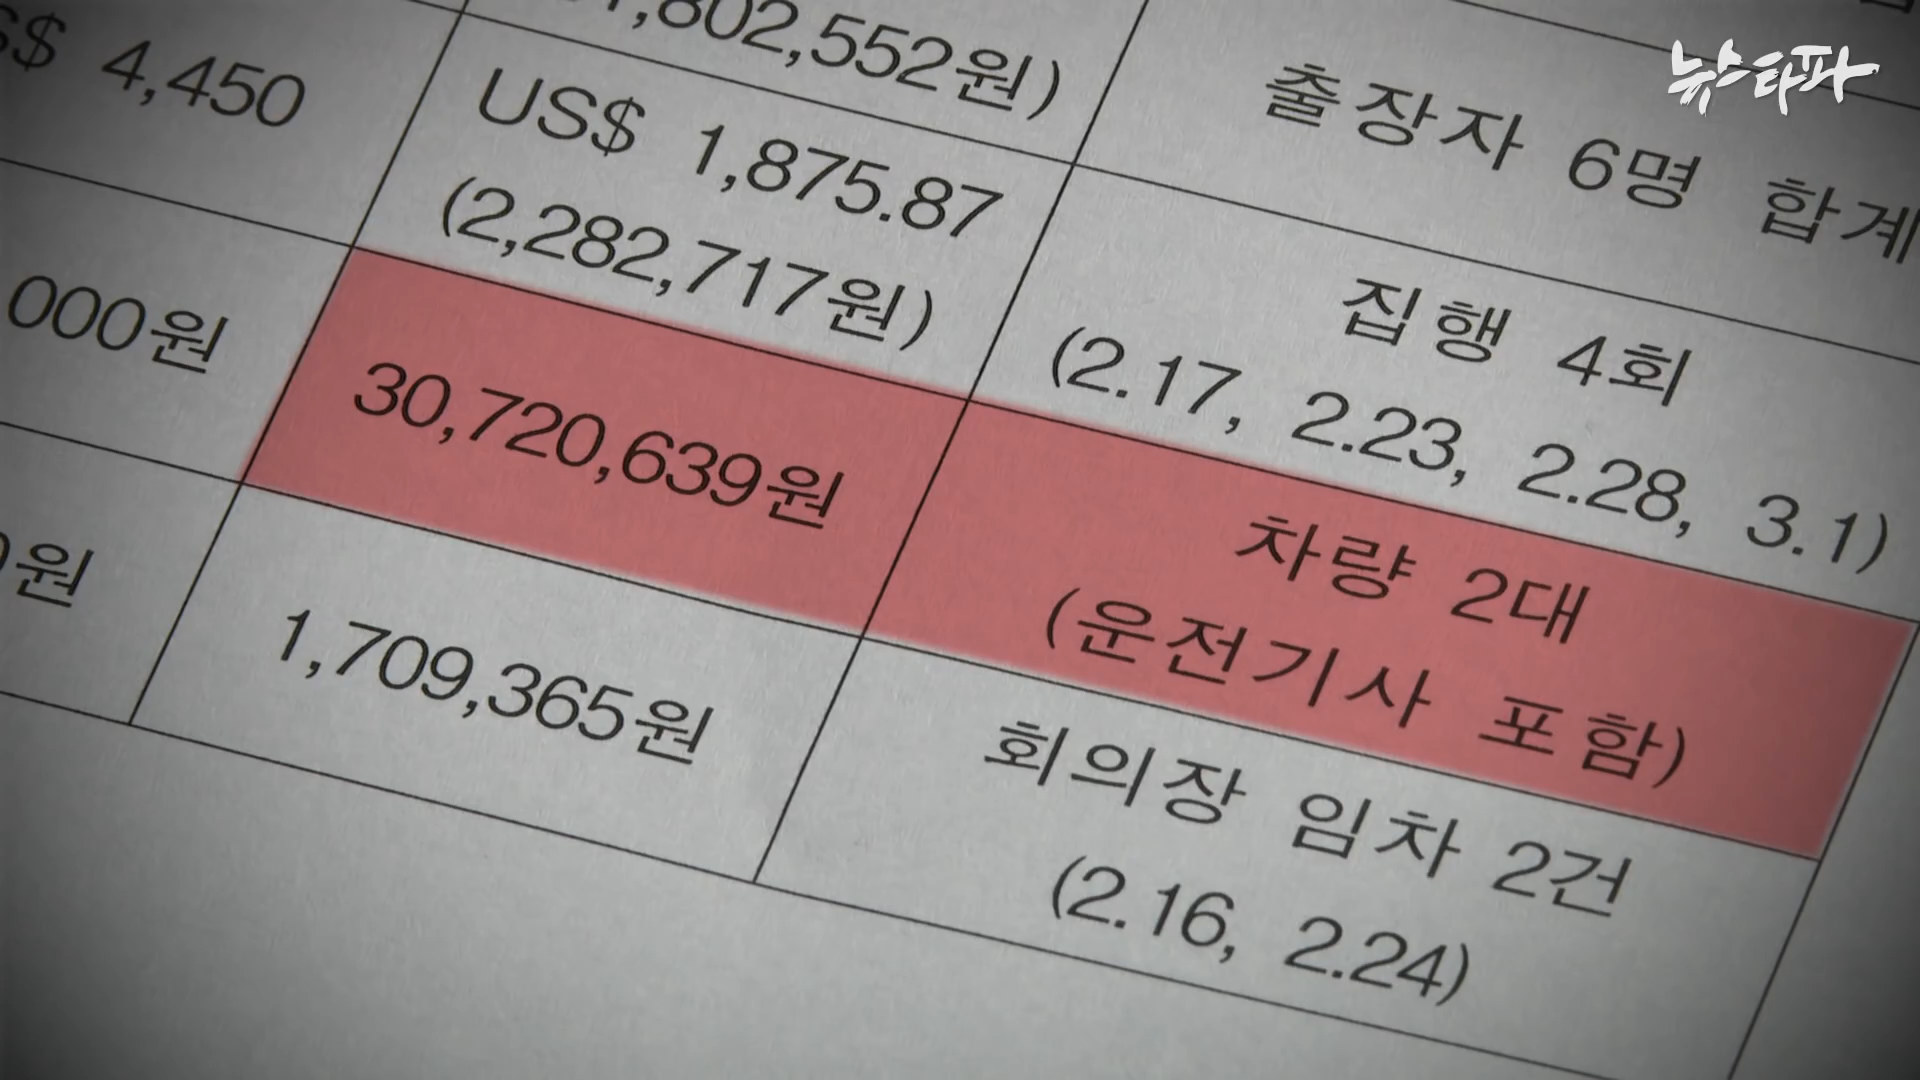 뉴스타파
US$ 4,450
802,552원)
출장자 6명 합계
US$ 1,875.87
(2,282,717원)
집행 4회
(2.17, 2.23, 2.28, 3.1)
000원
30,720,639원
차량 2대
(운전기사 포함)
원
1,709,365원
회의장 임차 2건
(2.16, 2.24)